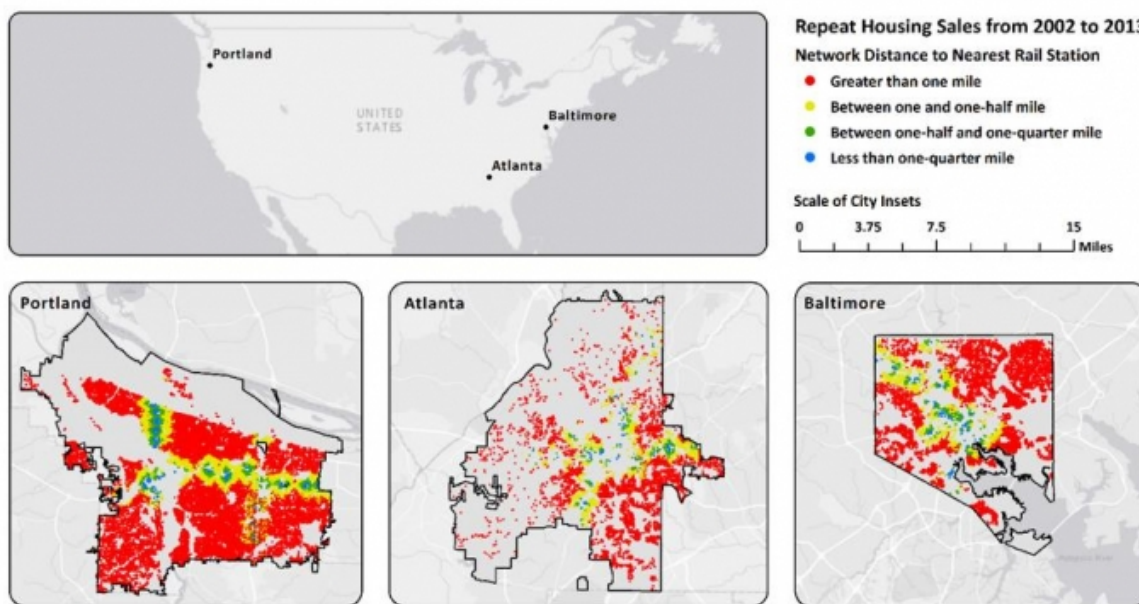 Repeat Housing Sales from 2002 to 2013
Network Distance to Nearest Rail Station
Greater than one mile
Between one and one-half mile
Between one-half and one-quarter mile
Less than one-quarter mile
Scale of City Insets
0 3.75 7.5 15
Miles
Portland
UNITED
STATES
Baltimore
Atlanta
Portland
Atlanta
Baltimore